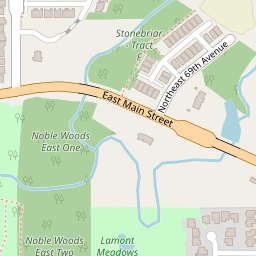 Stonebriar
Tract
F
Northeast 69th Avenue
East Main Street
Noble Woods
East One
Noble Woods
East Two
Lamont
Meadows